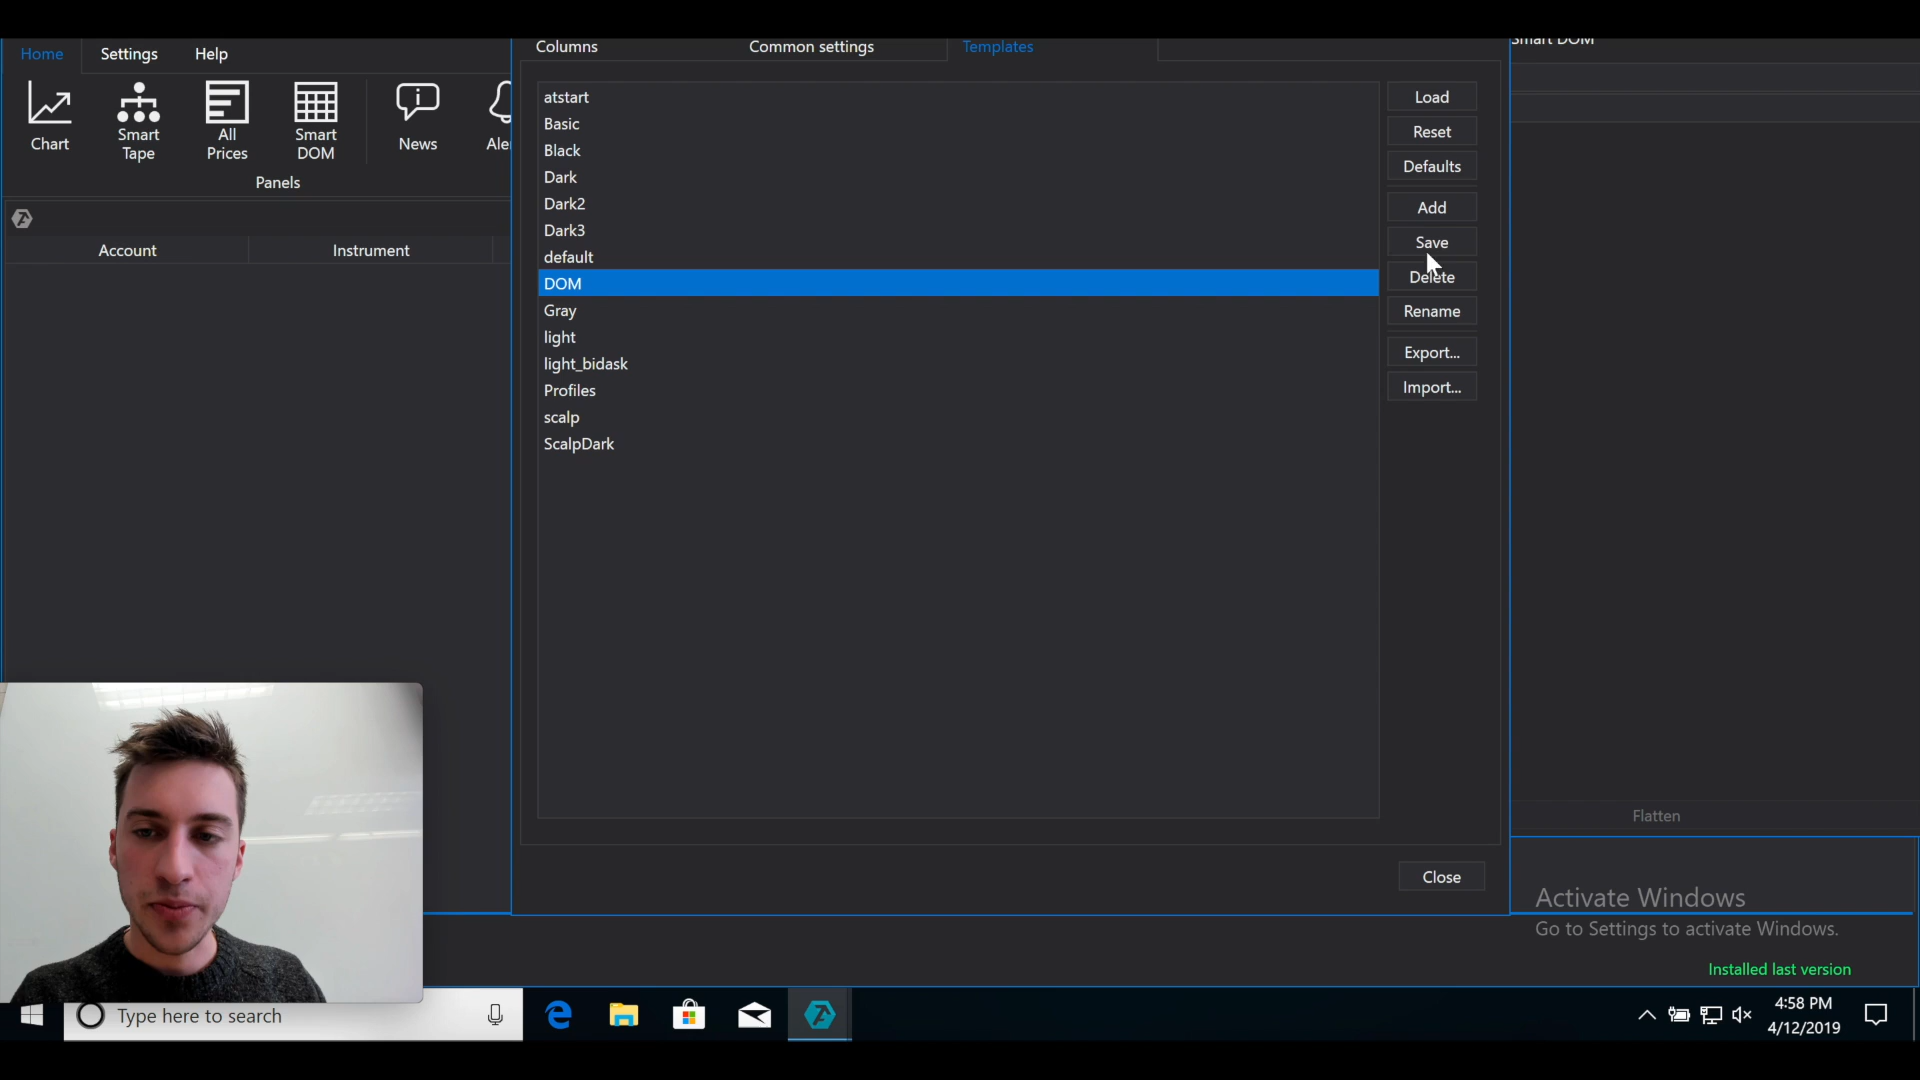 Home
Settings
Help
Chart
Smart
Tape
All
Prices
Smart
DOM
News
Panels
Account
Instrument
Columns
Common settings
Templates
Smart DOM
atstart
Basic
Black
Dark
Dark2
Dark3
default
DOM
Gray
light
light_bidask
Profiles
scalp
ScalpDark
Load
Reset
Defaults
Add
Save
Delete
Rename
Export...
Import...
Close
Flatten
Activate Windows
Go to Settings to activate Windows.
Installed last version
Type here to search
4:58 PM
4/12/2019